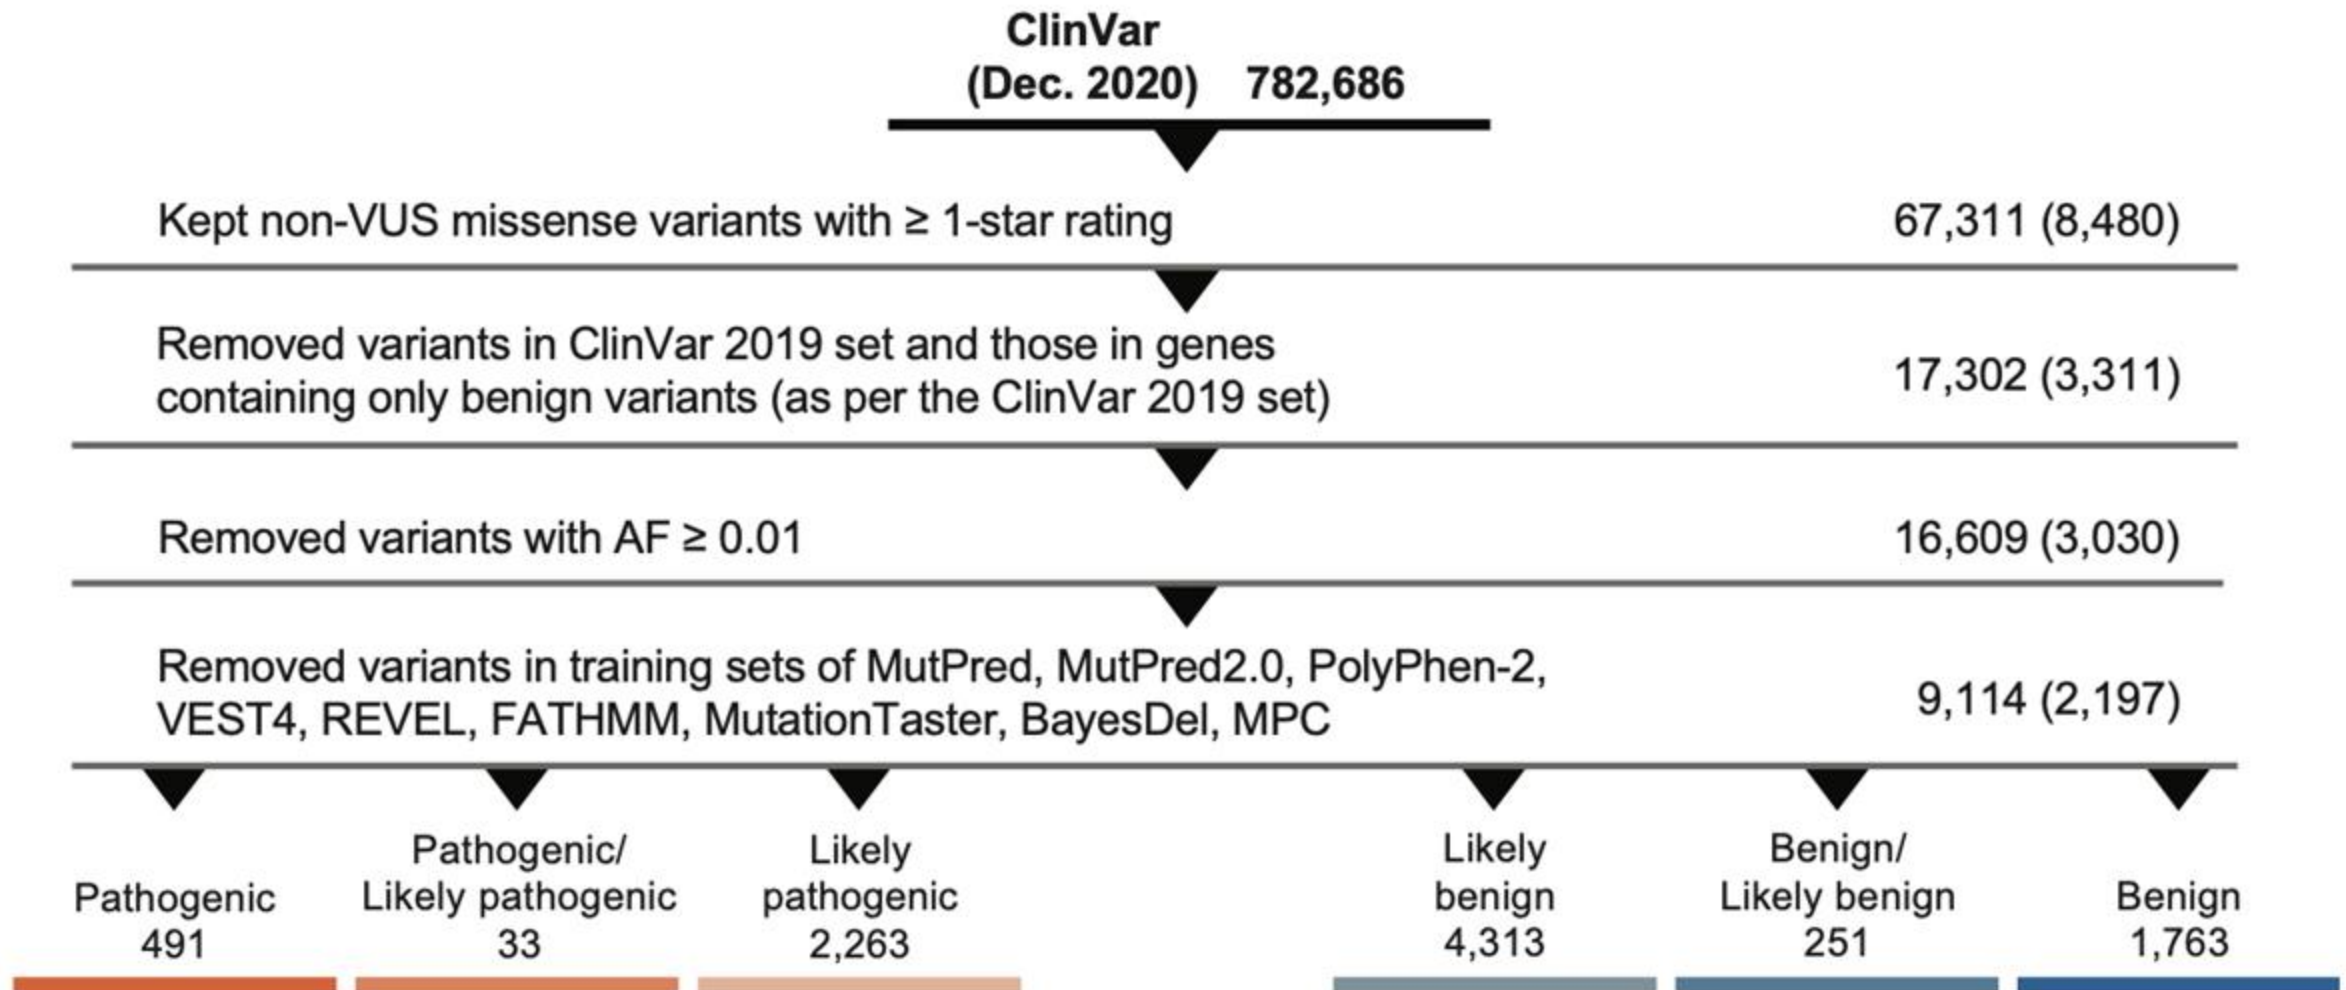 ClinVar
(Dec. 2020) 782,686
Kept non-VUS missense variants with ≥ 1-star rating 67,311 (8,480)
Removed variants in ClinVar 2019 set and those in genes
containing only benign variants (as per the ClinVar 2019 set)
17,302 (3,311)
Removed variants with AF ≥ 0.01 16,609 (3,030)
Removed variants in training sets of MutPred, MutPred2.0, PolyPhen-2,
VEST4, REVEL, FATHMM, MutationTaster, BayesDel, MPC
9,114 (2,197)
Pathogenic
491
Pathogenic/
Likely pathogenic
33
Likely
pathogenic
2,263
Likely
benign
4,313
Benign/
Likely benign
251
Benign
1,763